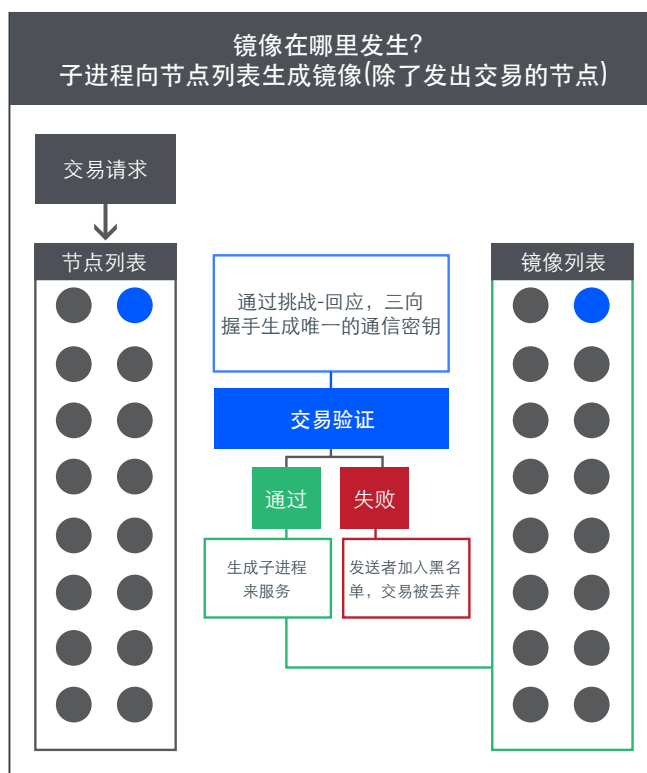 镜像在哪里发生?
子进程向节点列表生成镜像(除了发出交易的节点)
交易请求
节点列表
通过挑战-回应，三向
握手生成唯一的通信密钥
交易验证
通过
失败
生成子进程
来服务
发送者加入黑名
单，交易被丢弃
镜像列表